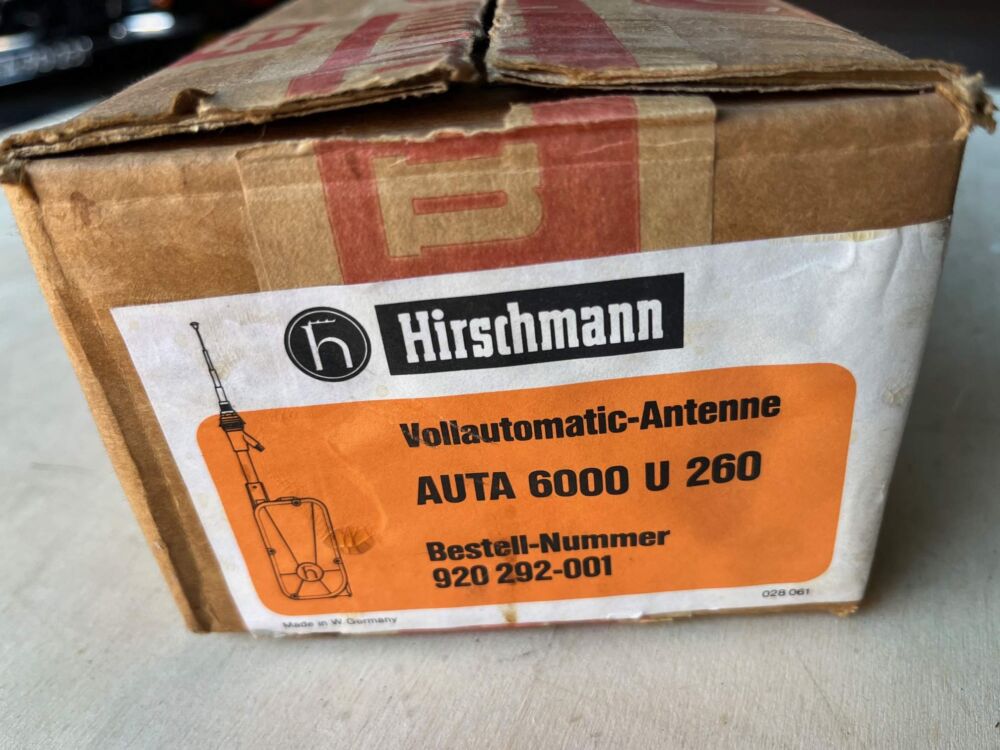 h Hirschmann
Vollautomatic-Antenne
AUTA 6000 U 260
Bestell-Nummer
920 292-001
028 061
Made in W. Germany